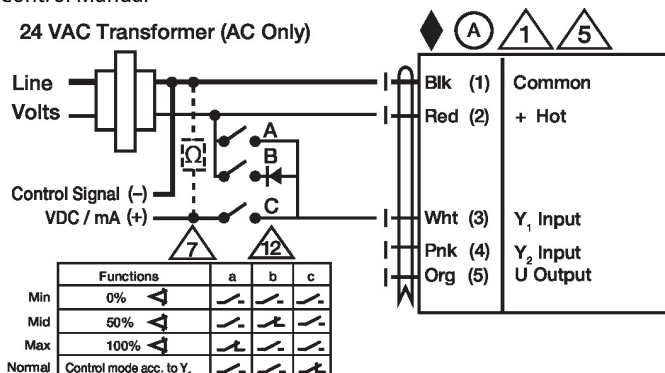 Control Manual
24 VAC Transformer (AC Only)
A 1 5
Line
Volts
Blk (1) Common
Red (2) + Hot
A
Ω
B
Control Signal (–)
VDC / mA (+)
C
Wht (3) Y₁ Input
Pnk (4) Y₂ Input
Org (5) U Output
7 12
Functions a b c
Min 0%
Mid 50%
Max 100%
Normal Control mode acc. to Y.